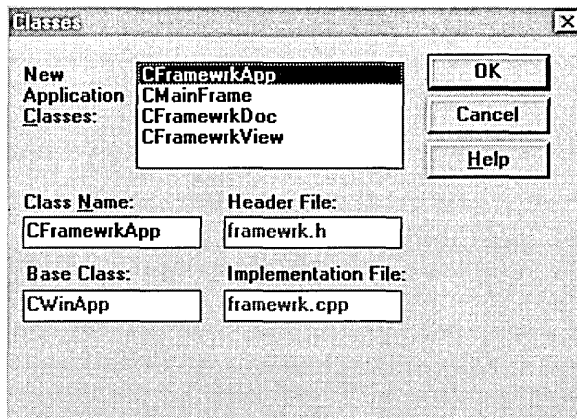 Classes
New Application Classes:
CFramewrkApp
CMainFrame
CFramewrkDoc
CFramewrkView
OK
Cancel
Help
Class Name:
Header File:
CFramewrkApp
framewrk.h
Base Class:
Implementation File:
CWinApp
framewrk.cpp